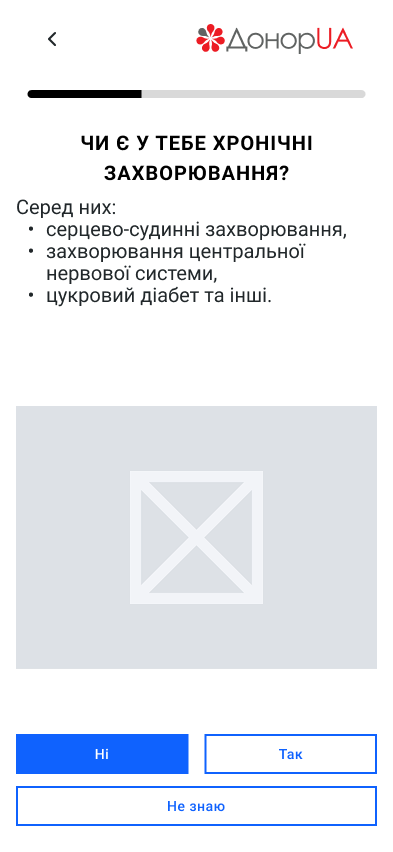 ДонорUA
ЧИ Є У ТЕБЕ ХРОНІЧНІ
ЗАХВОРЮВАННЯ?
Серед них:
• серцево-судинні захворювання,
• захворювання центральної
нервової системи,
• цукровий діабет та інші.
Ні
Так
Не знаю